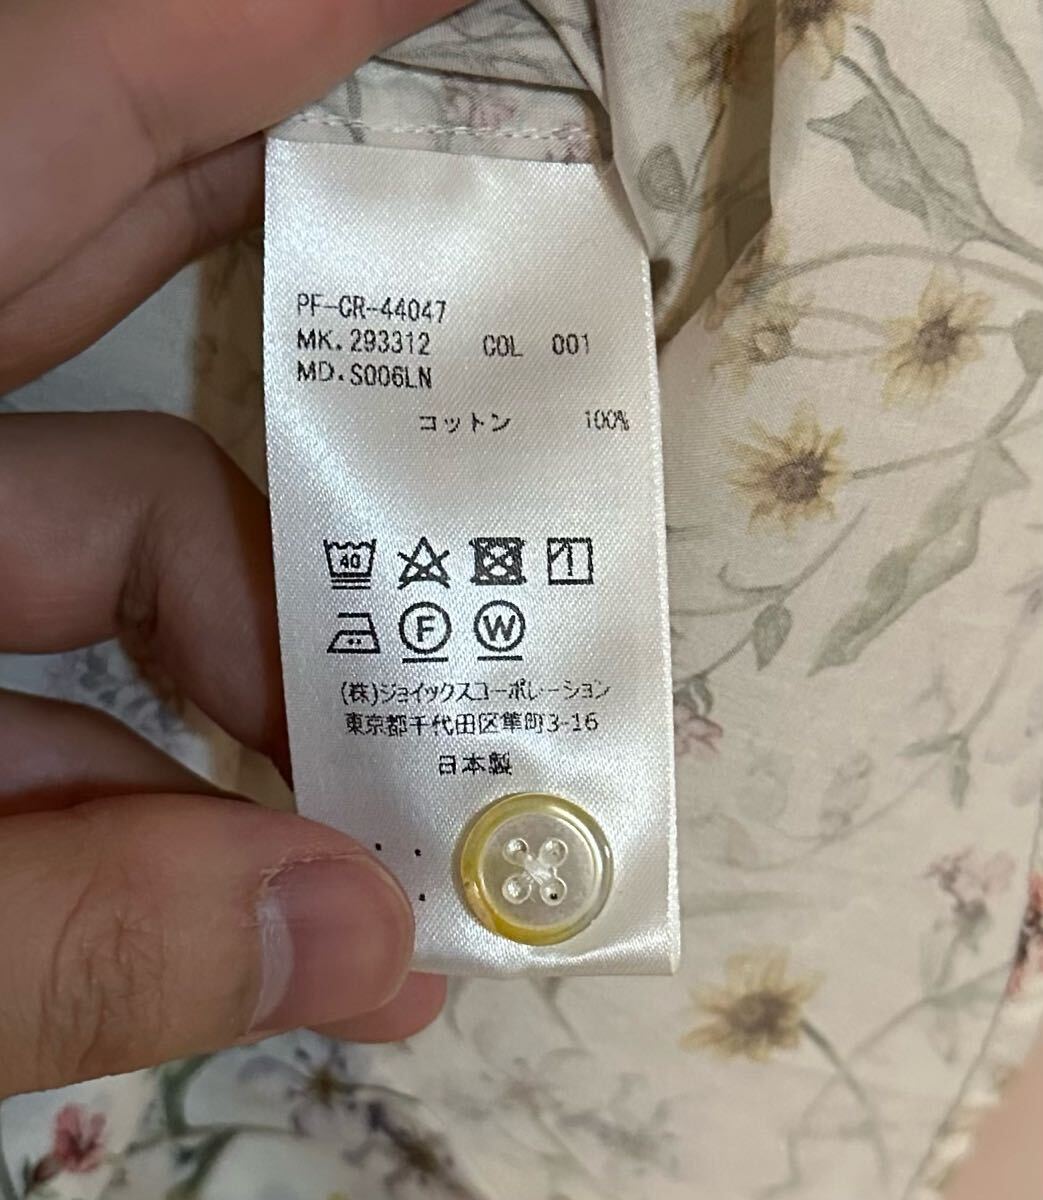 PF-CR-44047
MK.293312 COL 001
MD.S006LN
コットン 100%
40
F W
(株)ジョイックスコーポレーション
東京都千代田区隼町3-16
日本製